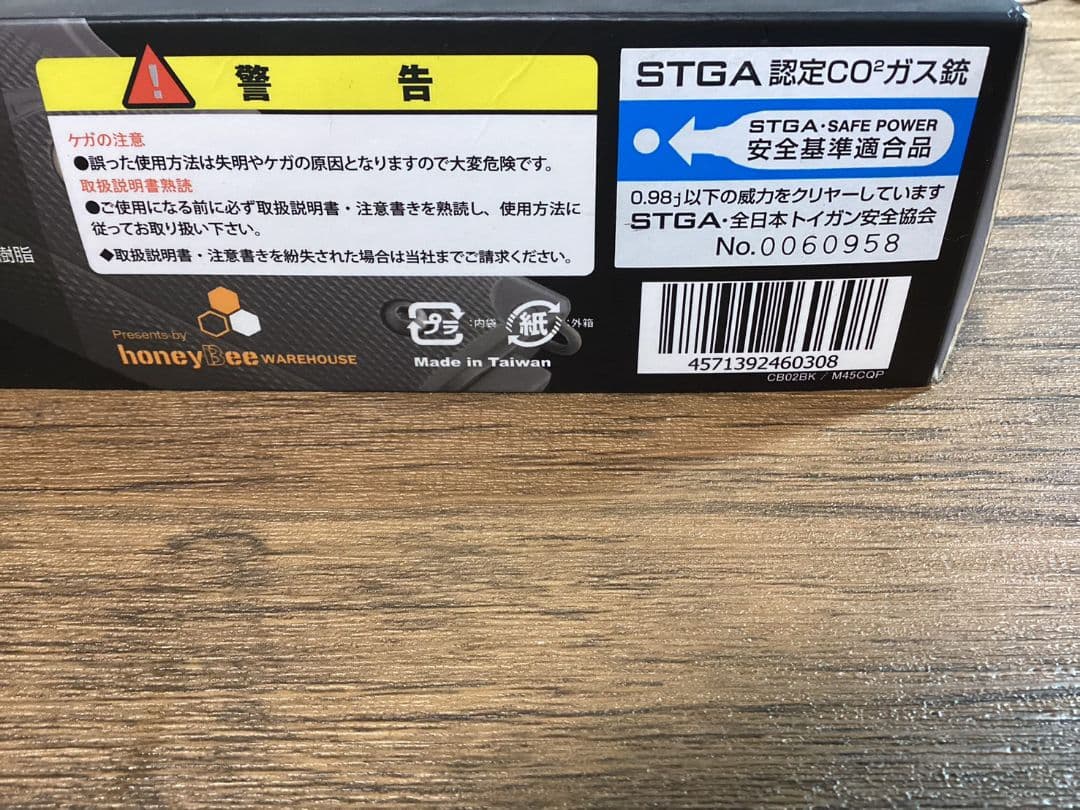 警告
ケガの注意
●誤った使用方法は失明やケガの原因となりますので大変危険です。
取扱説明書熟読
●ご使用になる前に必ず取扱説明書・注意書きを熟読し、使用方法に
従ってお取り扱い下さい。
◆取扱説明書・注意書きを紛失された場合は当社までご請求ください。
樹脂
Presents by
honeyBee WAREHOUSE
プラ :内袋 紙 :外箱
Made in Taiwan
STGA 認定CO²ガス銃
STGA・SAFE POWER
安全基準適合品
0.98j以下の威力をクリヤーしています
STGA・全日本トイガン安全協会
No.0060958
4571392460308
CB02BK / M45CQP